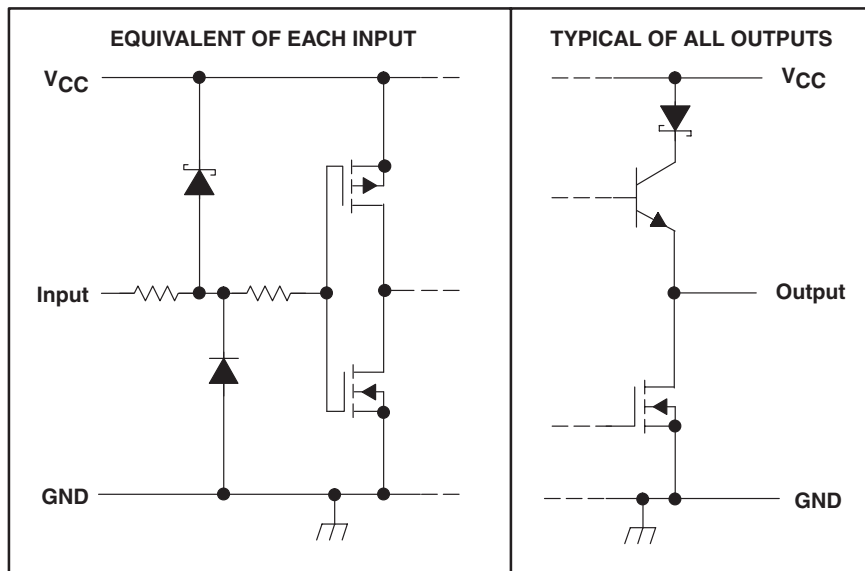 EQUIVALENT OF EACH INPUT
VCC
Input
GND
TYPICAL OF ALL OUTPUTS
VCC
Output
GND